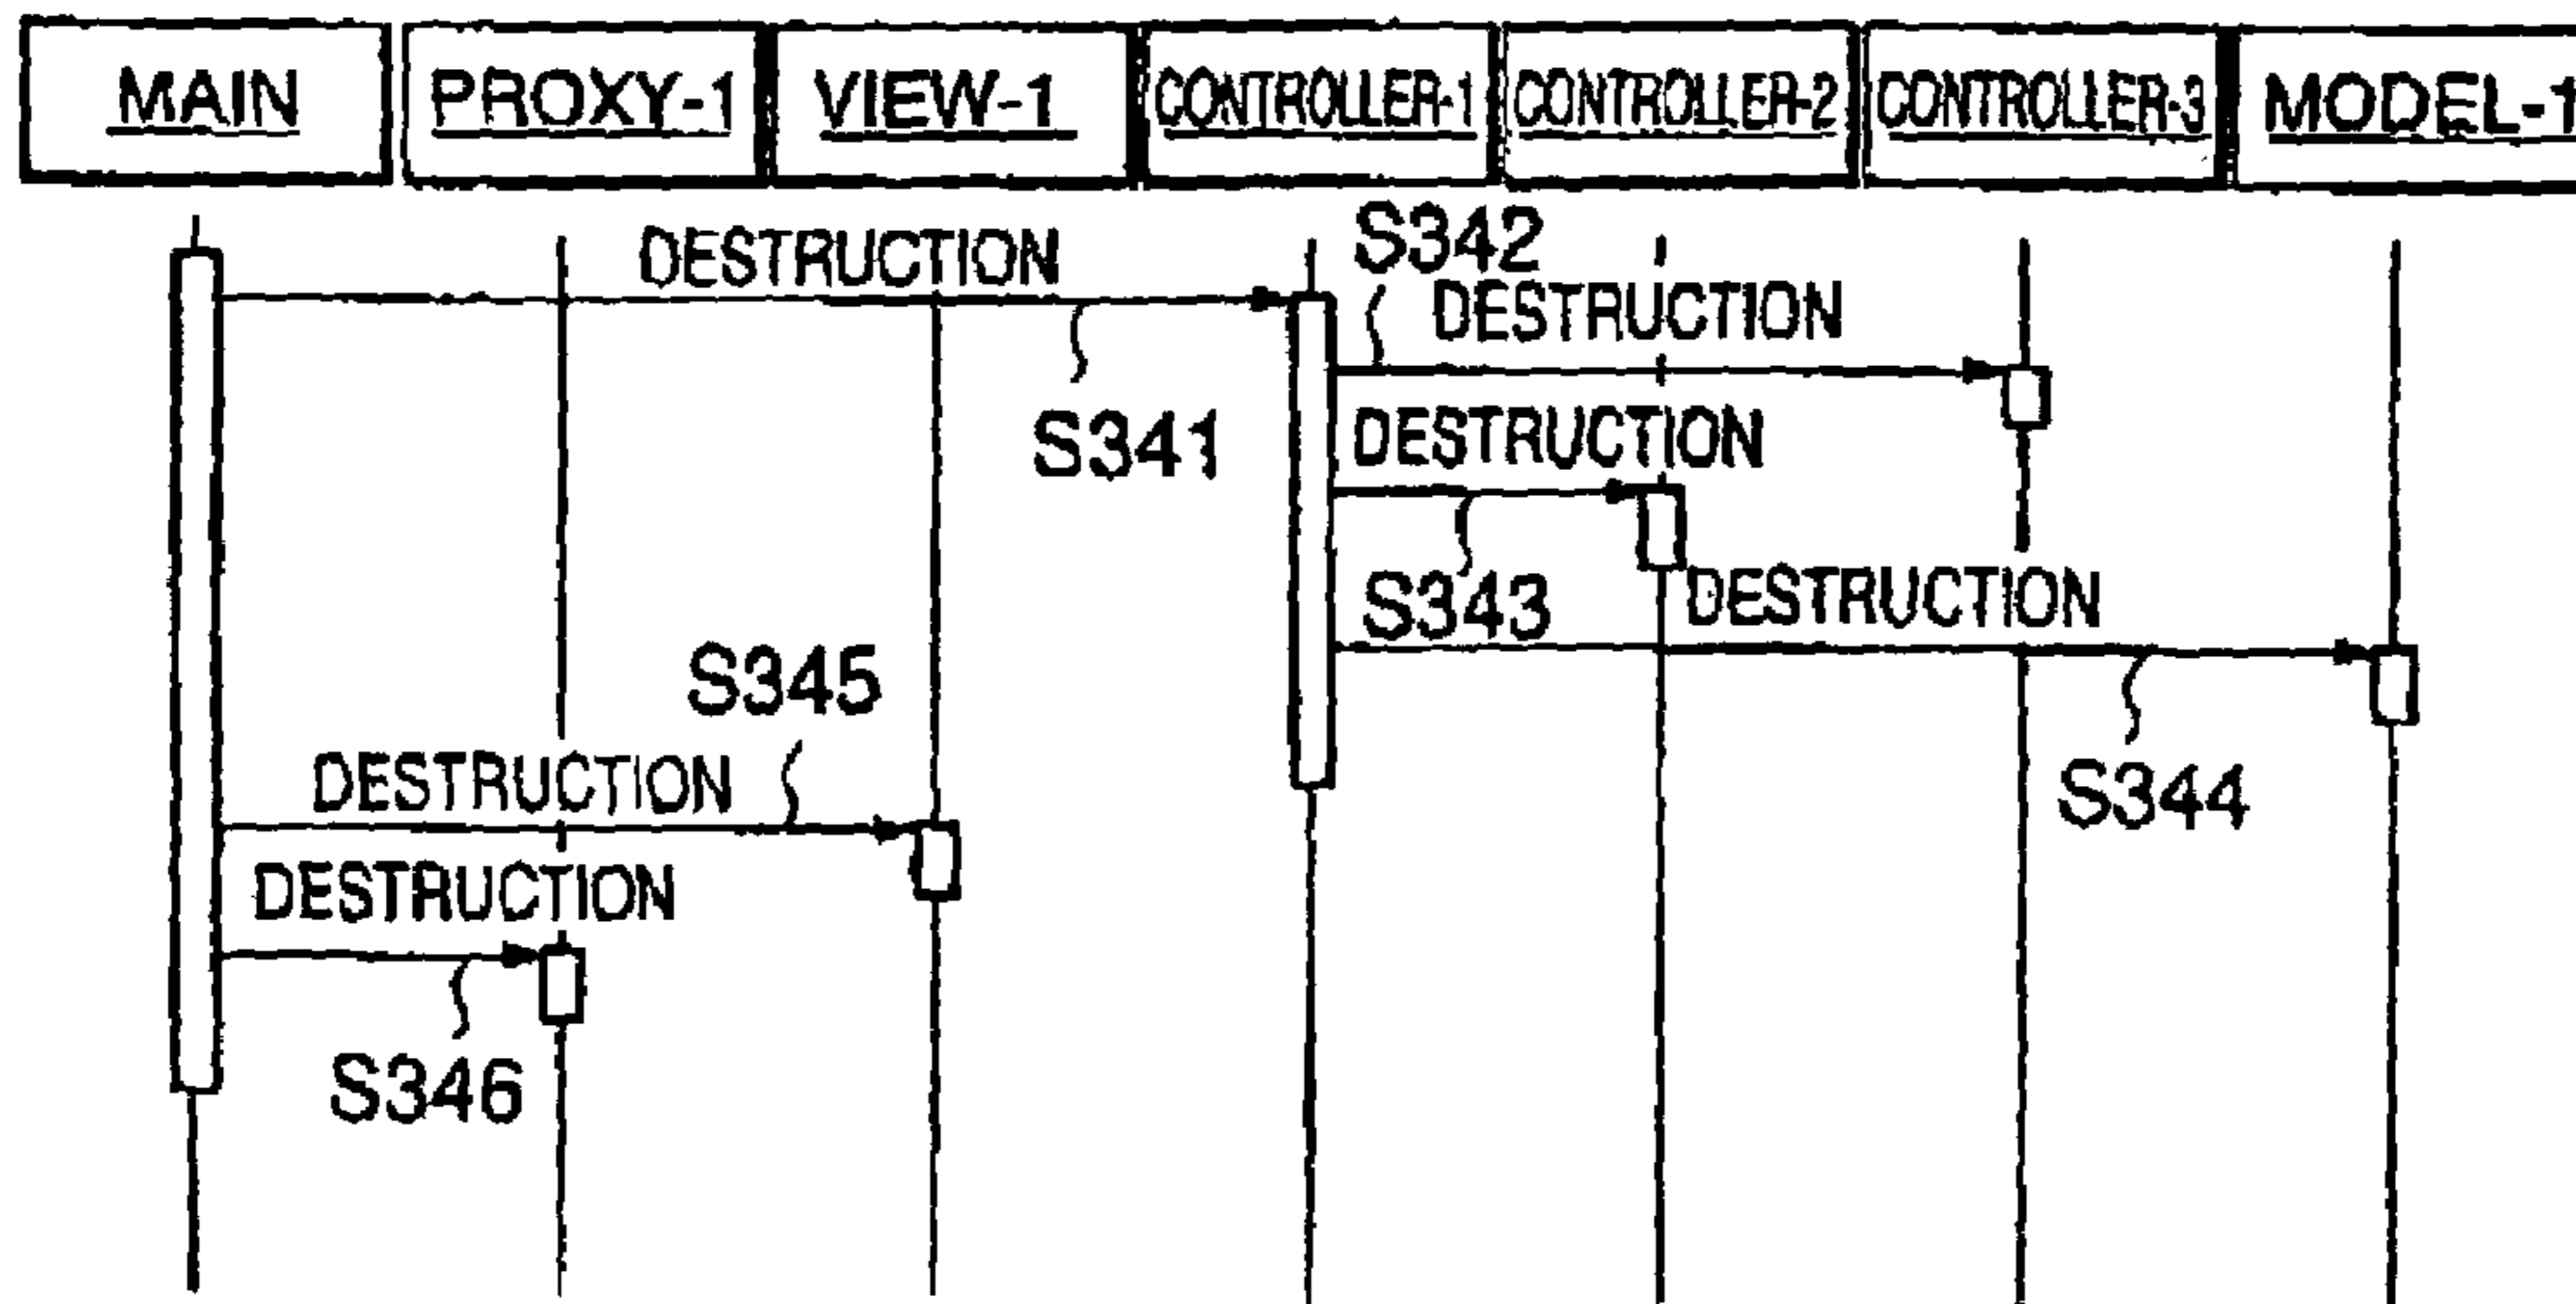 MAIN
PROXY-1
VIEW-1
CONTROLLER-1
CONTROLLER-2
CONTROLLER-3
MODEL-1
DESTRUCTION
S342
DESTRUCTION
S341
DESTRUCTION
S343
DESTRUCTION
S345
S344
DESTRUCTION
DESTRUCTION
S346